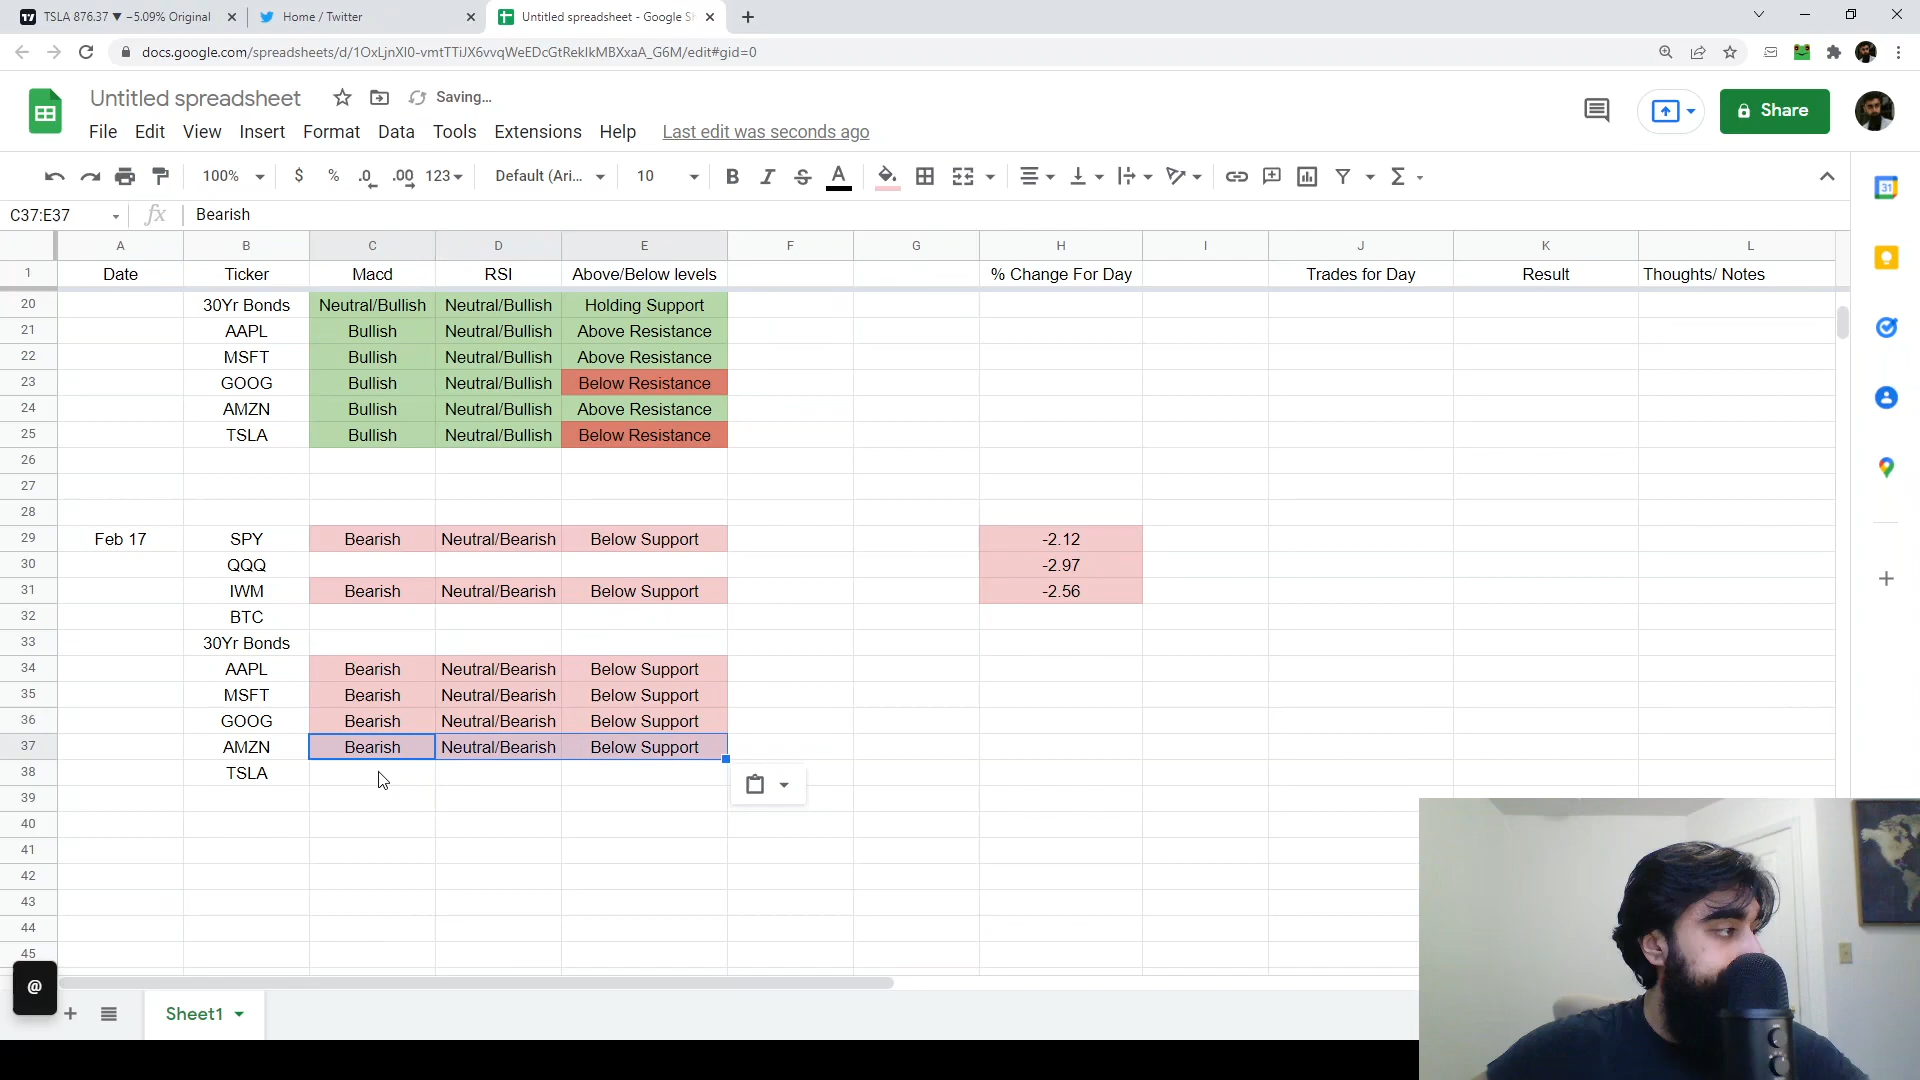 TSLA 876.37 ▼ −5.09% Original
Home / Twitter
Untitled spreadsheet - Google Sh
docs.google.com/spreadsheets/d/1OxLjnXI0-vmtTTiJX6vvqWeEDcGtRekIkMBXxaA_G6M/edit#gid=0
Untitled spreadsheet
Saving...
Share
File Edit View Insert Format Data Tools Extensions Help Last edit was seconds ago
100% $ % .0 .00 123 Default (Ari... 10 B I S A Σ
31
C37:E37 fx Bearish
A B C D E F G H I J K L
1 Date Ticker Macd RSI Above/Below levels % Change For Day Trades for Day Result Thoughts/ Notes
20 30Yr Bonds Neutral/Bullish Neutral/Bullish Holding Support
21 AAPL Bullish Neutral/Bullish Above Resistance
22 MSFT Bullish Neutral/Bullish Above Resistance
23 GOOG Bullish Neutral/Bullish Below Resistance
24 AMZN Bullish Neutral/Bullish Above Resistance
25 TSLA Bullish Neutral/Bullish Below Resistance
26
27
28
29 Feb 17 SPY Bearish Neutral/Bearish Below Support -2.12
30 QQQ -2.97
31 IWM Bearish Neutral/Bearish Below Support -2.56
32 BTC
33 30Yr Bonds
34 AAPL Bearish Neutral/Bearish Below Support
35 MSFT Bearish Neutral/Bearish Below Support
36 GOOG Bearish Neutral/Bearish Below Support
37 AMZN Bearish Neutral/Bearish Below Support
38 TSLA
39
40
41
42
43
44
45
@
Sheet1